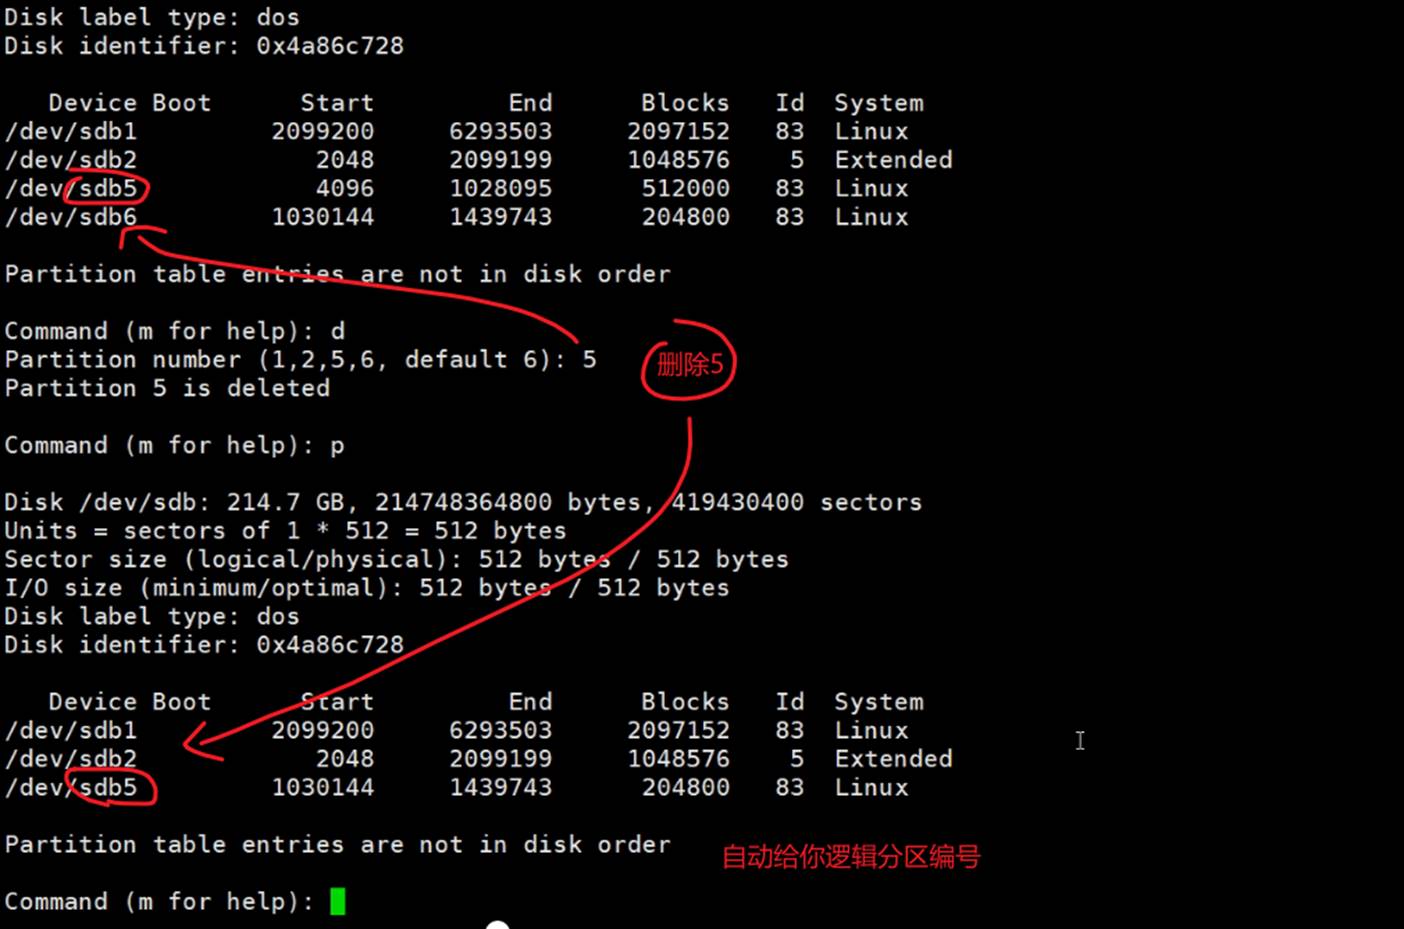 Disk label type: dos
Disk identifier: 0x4a86c728
Device Boot Start End Blocks Id System
/dev/sdb1 2099200 6293503 2097152 83 Linux
/dev/sdb2 2048 2099199 1048576 5 Extended
/dev/sdb5 4096 1028095 512000 83 Linux
/dev/sdb6 1030144 1439743 204800 83 Linux
Partition table entries are not in disk order
Command (m for help): d
Partition number (1,2,5,6, default 6): 5
删除5
Partition 5 is deleted
Command (m for help): p
Disk /dev/sdb: 214.7 GB, 214748364800 bytes, 419430400 sectors
Units = sectors of 1 * 512 = 512 bytes
Sector size (logical/physical): 512 bytes / 512 bytes
I/O size (minimum/optimal): 512 bytes / 512 bytes
Disk label type: dos
Disk identifier: 0x4a86c728
Device Boot Start End Blocks Id System
/dev/sdb1 2099200 6293503 2097152 83 Linux
/dev/sdb2 2048 2099199 1048576 5 Extended
/dev/sdb5 1030144 1439743 204800 83 Linux
Partition table entries are not in disk order
自动给你逻辑分区编号
Command (m for help):